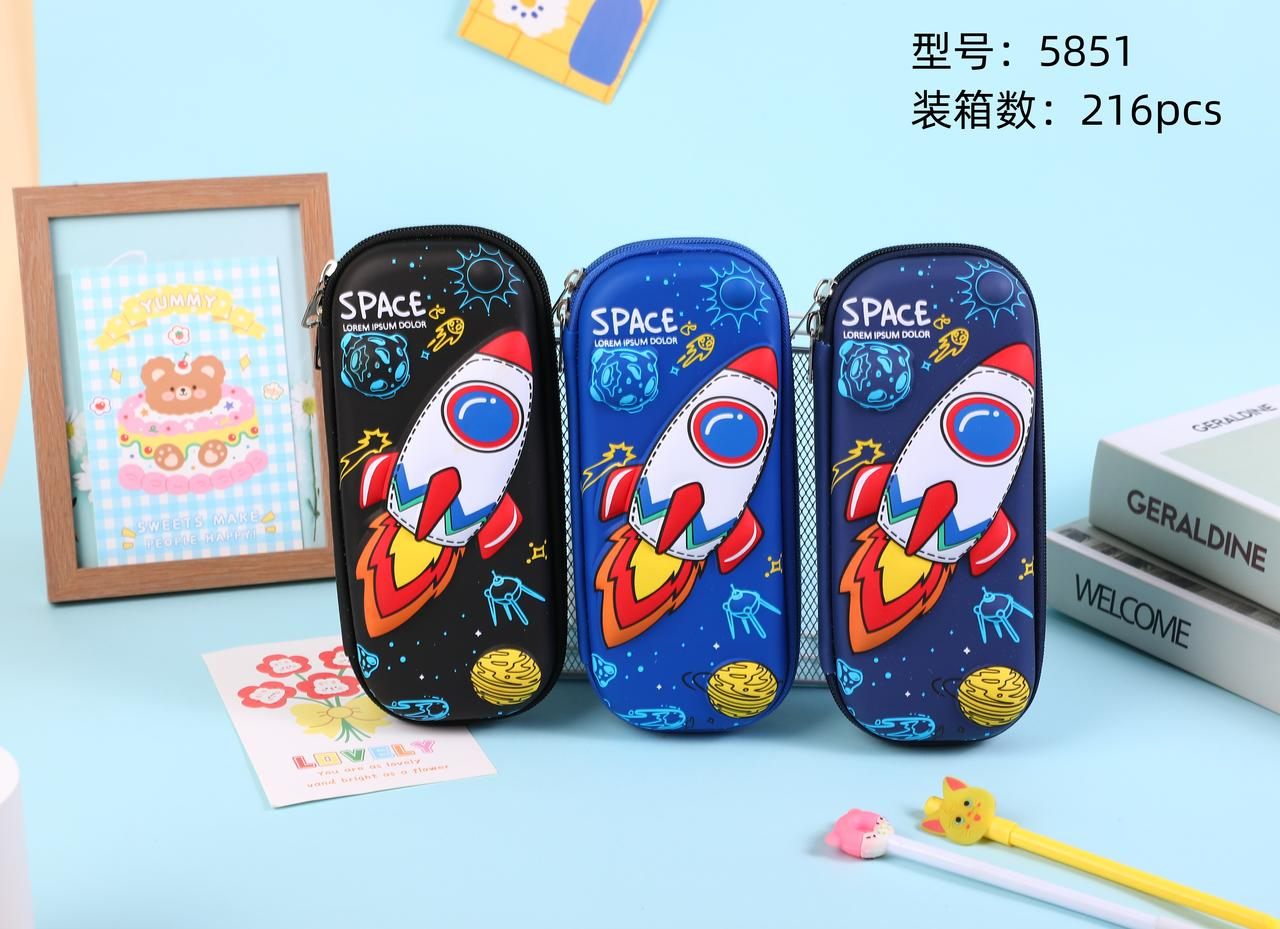 型号：5851
装箱数：216pcs
YUMMY
SWEETS MAKE
PEOPLE HAPPY!
SPACE
LOREM IPSUM DOLOR
SPACE
LOREM IPSUM DOLOR
SPACE
LOREM IPSUM DOLOR
GERALDINE
GERALDINE
WELCOME
LOVELY
You are as lovely
vand bright as a flower